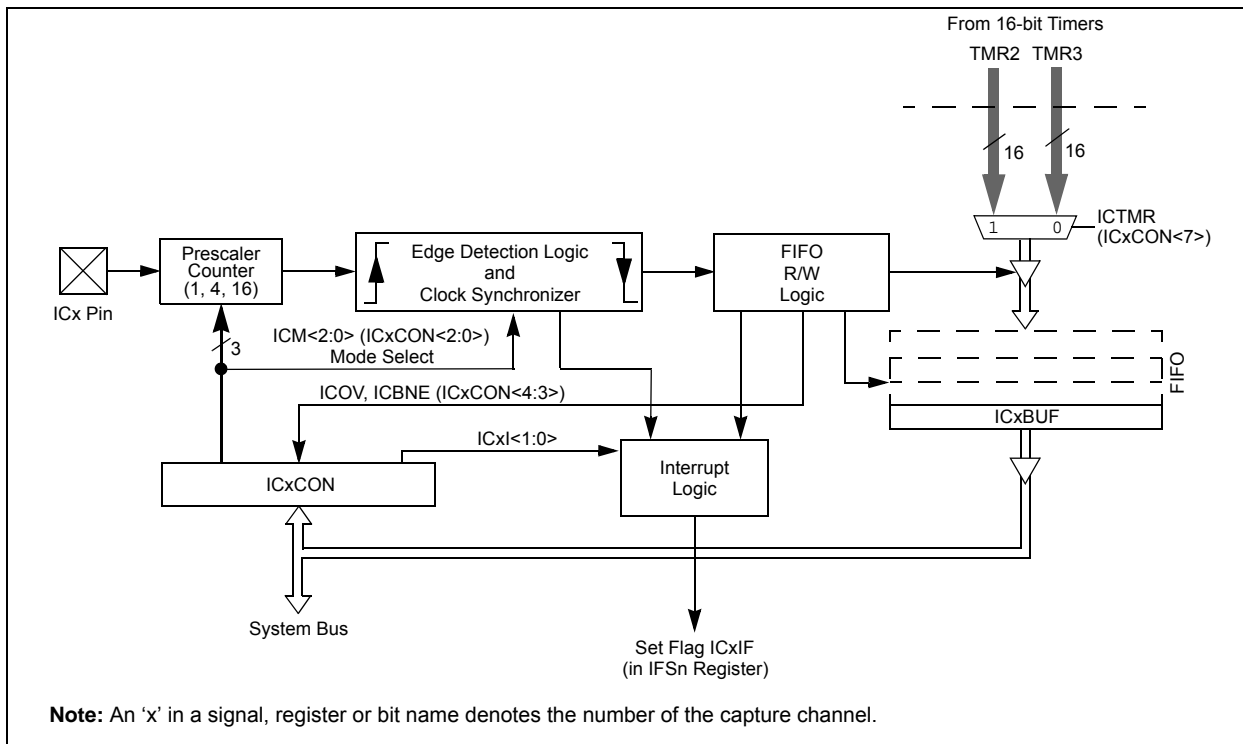 From 16-bit Timers
TMR2 TMR3
16 16
1 0
ICTMR
(ICxCON<7>)
Prescaler
Counter
(1, 4, 16)
Edge Detection Logic
and
Clock Synchronizer
FIFO
R/W
Logic
ICx Pin
3
ICM<2:0> (ICxCON<2:0>)
Mode Select
FIFO
ICOV, ICBNE (ICxCON<4:3>)
ICxBUF
ICxI<1:0>
ICxCON
Interrupt
Logic
System Bus
Set Flag ICxIF
(in IFSn Register)
Note: An ‘x’ in a signal, register or bit name denotes the number of the capture channel.